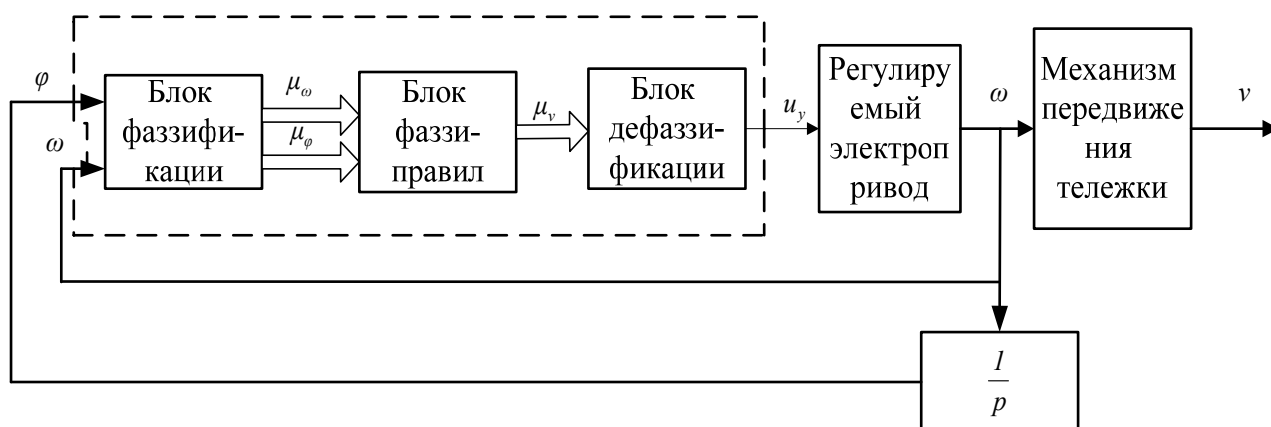 φ
ω
Блок
фаззифи-
кации
μω
μφ
Блок
фаззи-
правил
μv
Блок
дефаззи-
фикации
uy
Регулиру
емый
электроп
ривод
ω
Механизм
передвиже
ния
тележки
v
1
p